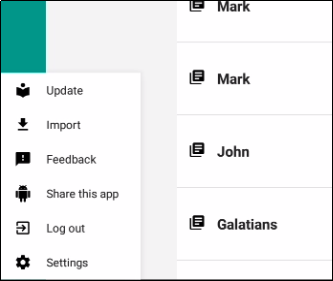 Update
Import
Feedback
Share this app
Log out
Settings
Mark
Mark
John
Galatians